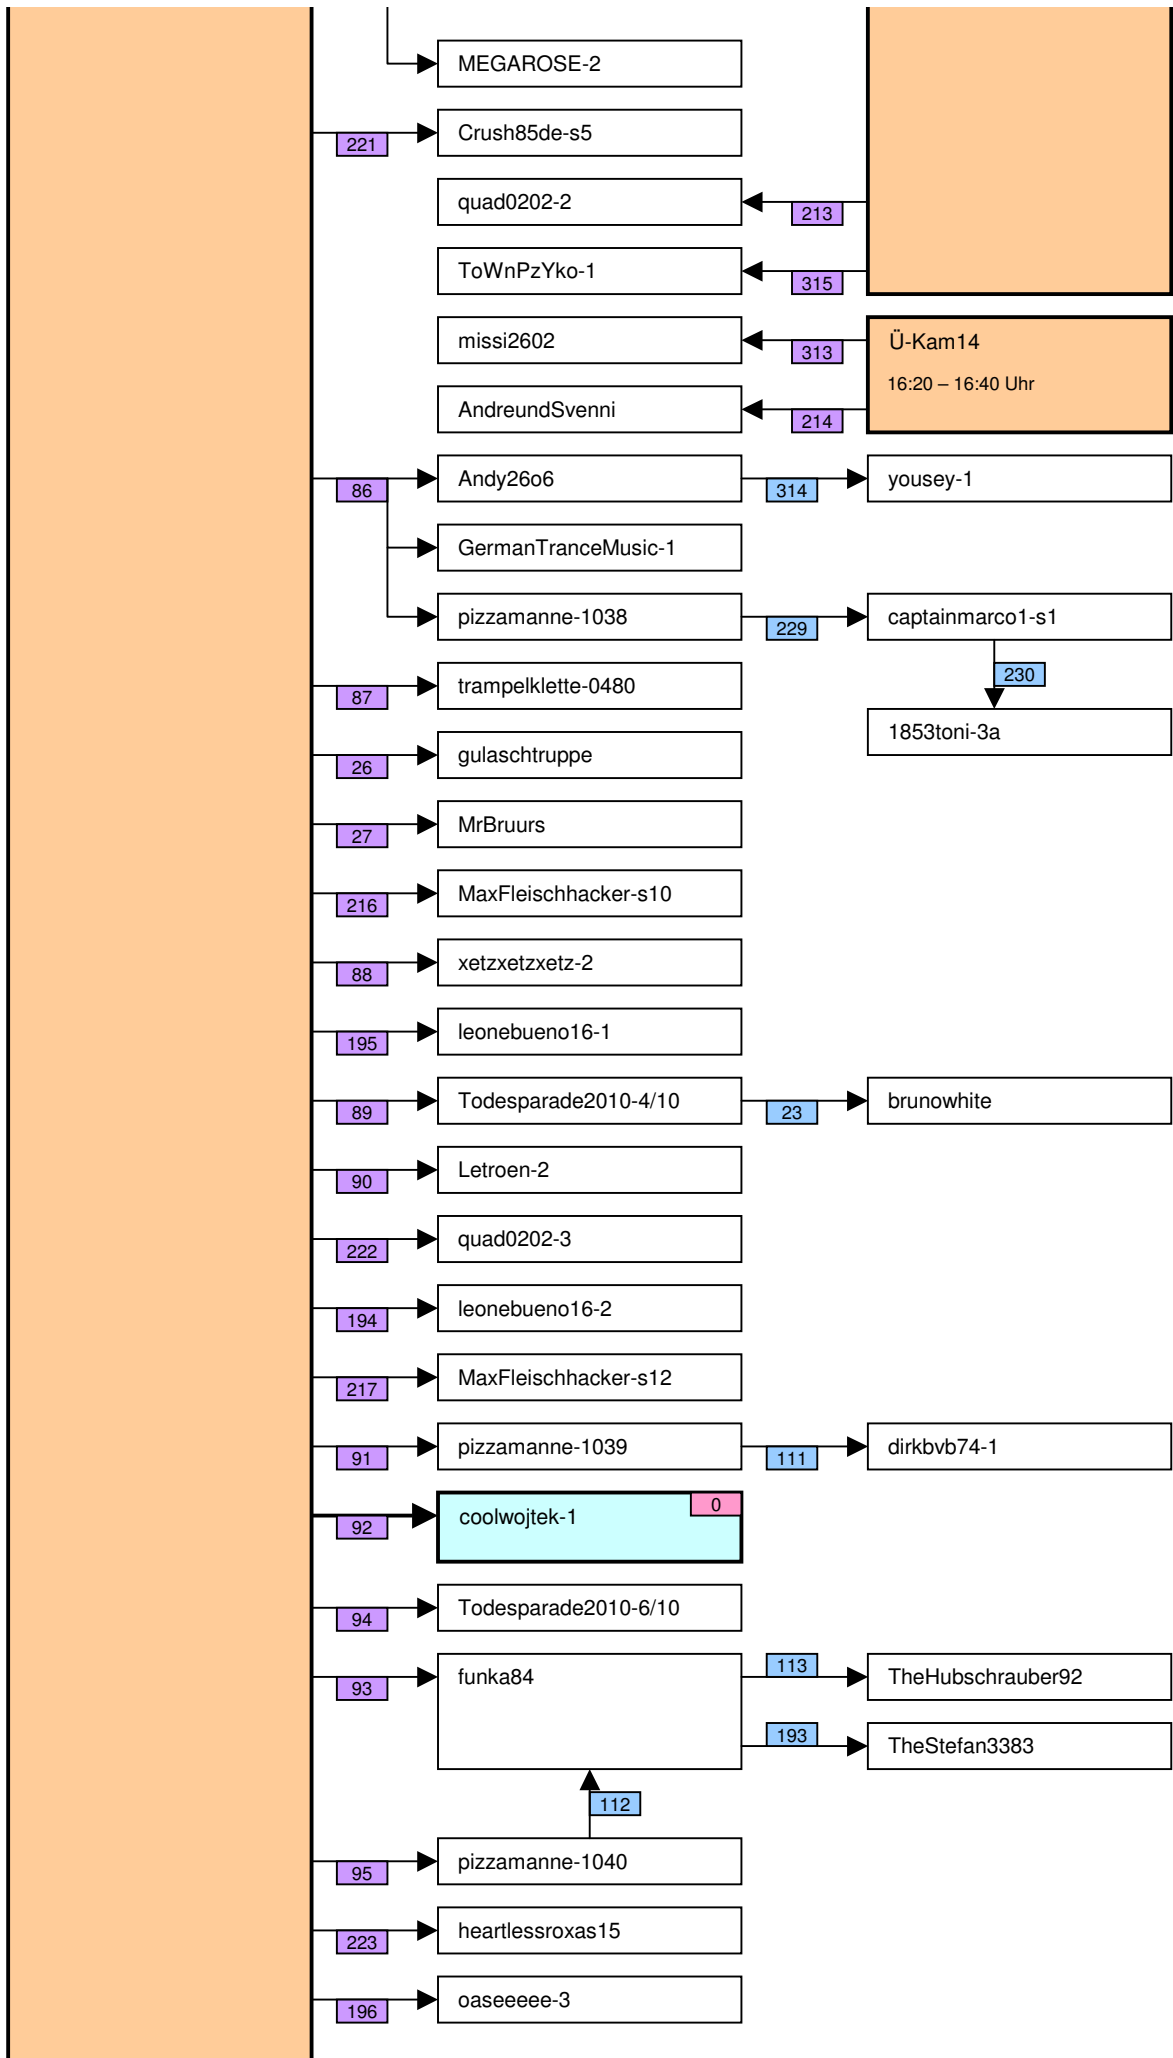 MEGAROSE-2
221
Crush85de-s5
quad0202-2
213
ToWnPzYko-1
315
missi2602
313
Ü-Kam14
16:20 – 16:40 Uhr
AndreundSvenni
214
86
Andy26o6
314
yousey-1
GermanTranceMusic-1
pizzamanne-1038
229
captainmarco1-s1
230
87
trampelklette-0480
1853toni-3a
26
gulaschtruppe
27
MrBruurs
216
MaxFleischhacker-s10
88
xetzxetzxetz-2
195
leonebueno16-1
89
Todesparade2010-4/10
23
brunowhite
90
Letroen-2
222
quad0202-3
194
leonebueno16-2
217
MaxFleischhacker-s12
91
pizzamanne-1039
111
dirkbvb74-1
92
coolwojtek-1
0
94
Todesparade2010-6/10
93
funka84
113
TheHubschrauber92
193
TheStefan3383
112
95
pizzamanne-1040
223
heartlessroxas15
196
oaseeeee-3